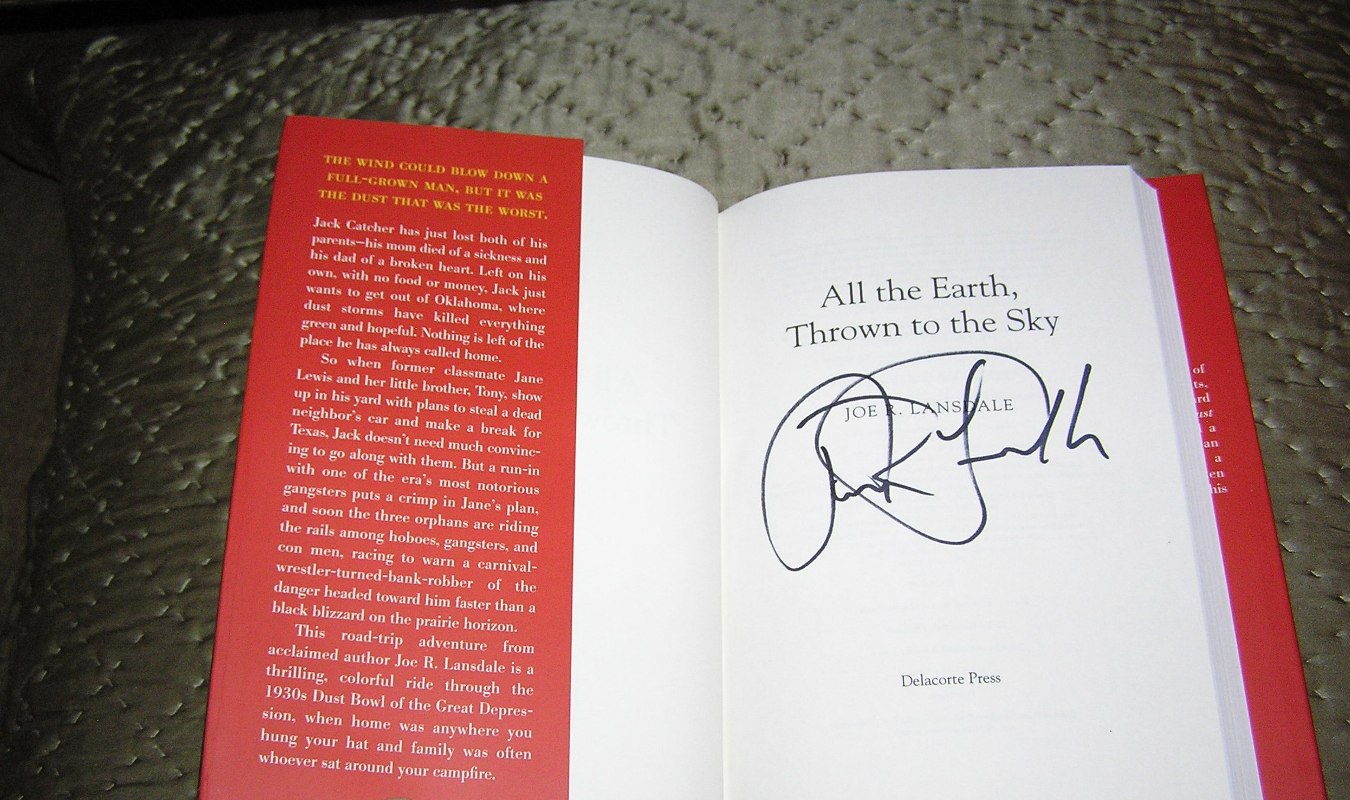 THE WIND COULD BLOW DOWN A
FULL-GROWN MAN, BUT IT WAS
THE DUST THAT WAS THE WORST.
Jack Catcher has just lost both of his
parents—his mom died of a sickness and
his dad of a broken heart. Left on his
own, with no food or money, Jack just
wants to get out of Oklahoma, where
dust storms have killed everything
green and hopeful. Nothing is left of the
place he has always called home.
So when former classmate Jane
Lewis and her little brother, Tony, show
up in his yard with plans to steal a dead
neighbor's car and make a break for
Texas, Jack doesn't need much convinc-
ing to go along with them. But a run-in
with one of the era's most notorious
gangsters puts a crimp in Jane's plan,
and soon the three orphans are riding
the rails among hoboes, gangsters, and
con men, racing to warn a carnival-
wrestler-turned-bank-robber of the
danger headed toward him faster than a
black blizzard on the prairie horizon.
This road-trip adventure from
acclaimed author Joe R. Lansdale is a
thrilling, colorful ride through the
1930s Dust Bowl of the Great Depres-
sion, when home was anywhere you
hung your hat and family was often
whoever sat around your campfire.
All the Earth,
Thrown to the Sky
JOE R. LANSDALE
Delacorte Press
of
a
an
a